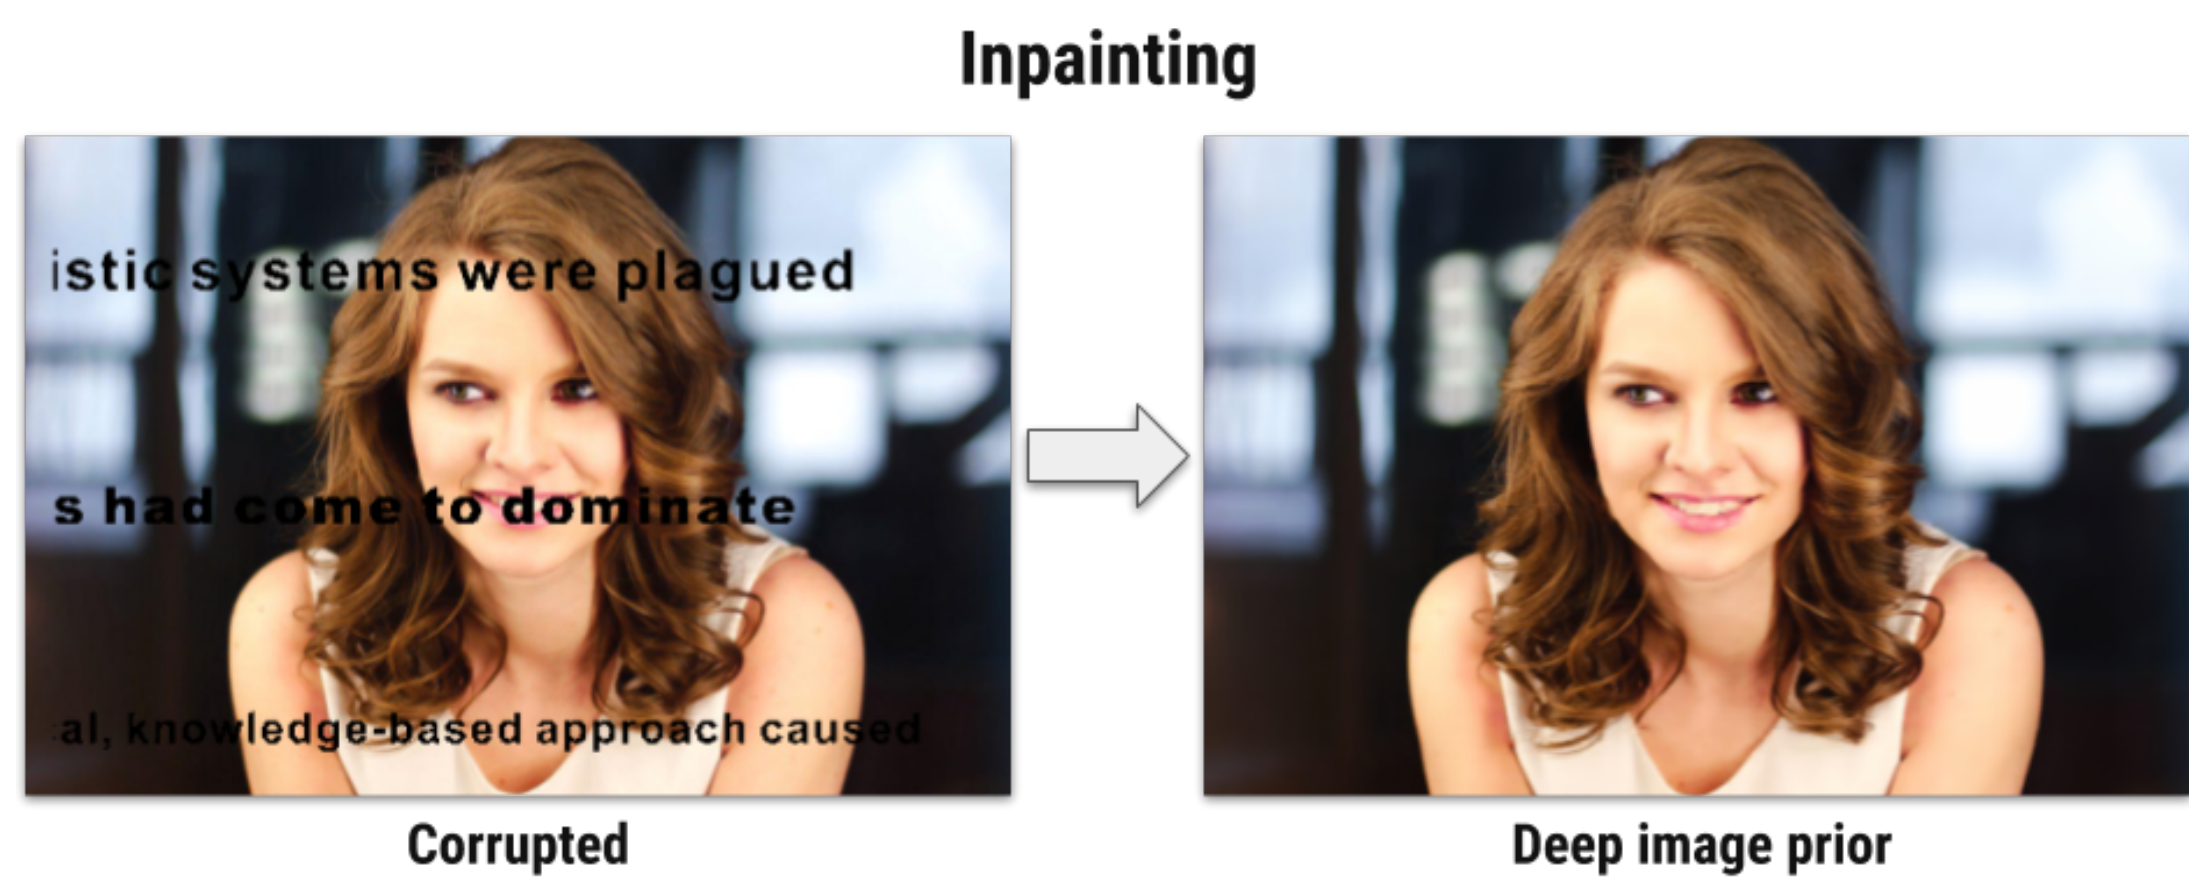 Inpainting
istic systems were plagued
s had come to dominate
al, knowledge-based approach caused
Corrupted
Deep image prior